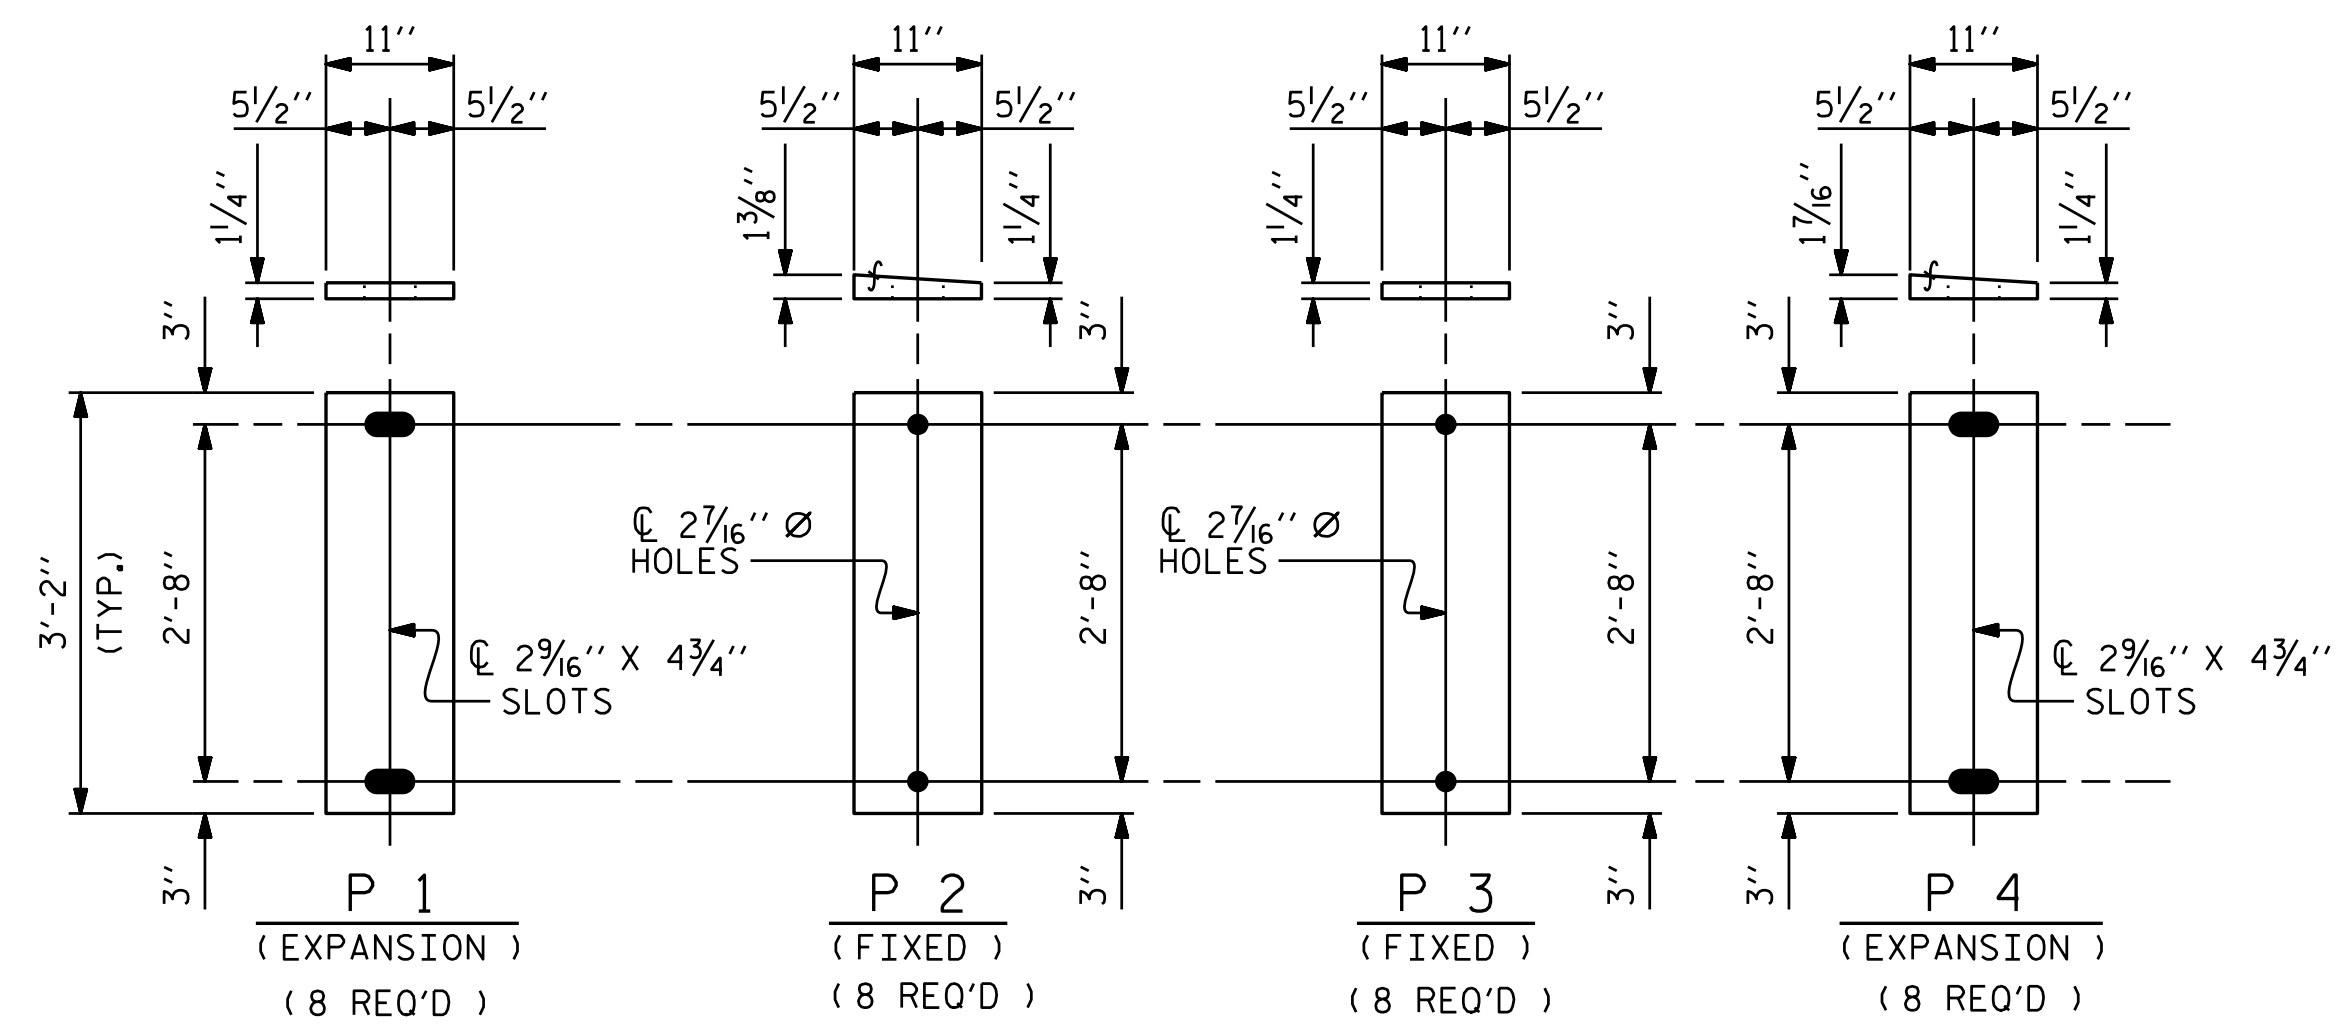 11"
11"
11"
11"
5 1/2" 5 1/2"
5 1/2" 5 1/2"
5 1/2" 5 1/2"
5 1/2" 5 1/2"
1 1/4"
1 3/8"
1 1/4"
1 1/4"
1 7/16"
1 1/4"
3"
3"
3"
3"
3'-2"
(TYP.)
2'-8"
2'-8"
2'-8"
2'-8"
℄ 2 7/16" Ø
HOLES
℄ 2 7/16" Ø
HOLES
℄ 2 9/16" X 4 3/4"
SLOTS
℄ 2 9/16" X 4 3/4"
SLOTS
3"
3"
3"
3"
P 1
(EXPANSION)
(8 REQ'D)
P 2
(FIXED)
(8 REQ'D)
P 3
(FIXED)
(8 REQ'D)
P 4
(EXPANSION)
(8 REQ'D)